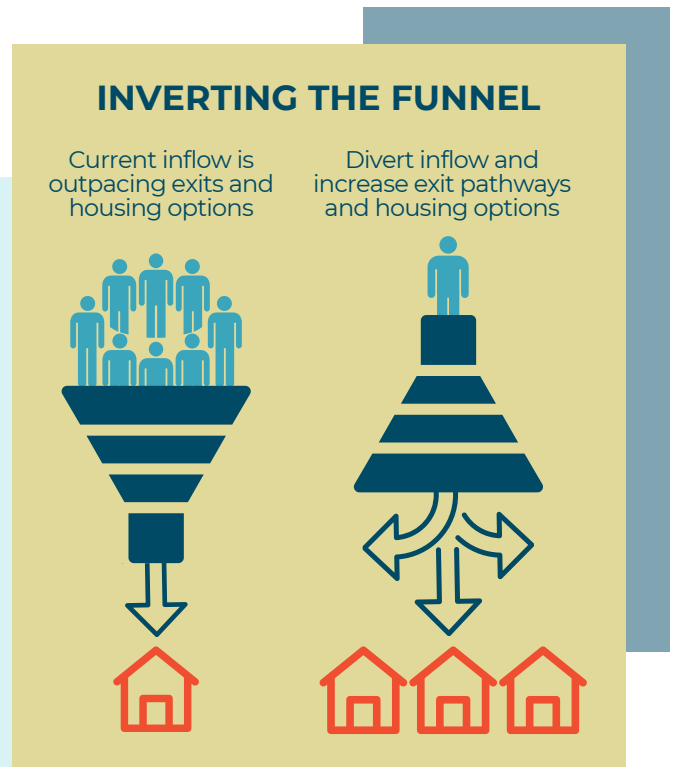 INVERTING THE FUNNEL
Current inflow is
outpacing exits and
housing options
Divert inflow and
increase exit pathways
and housing options